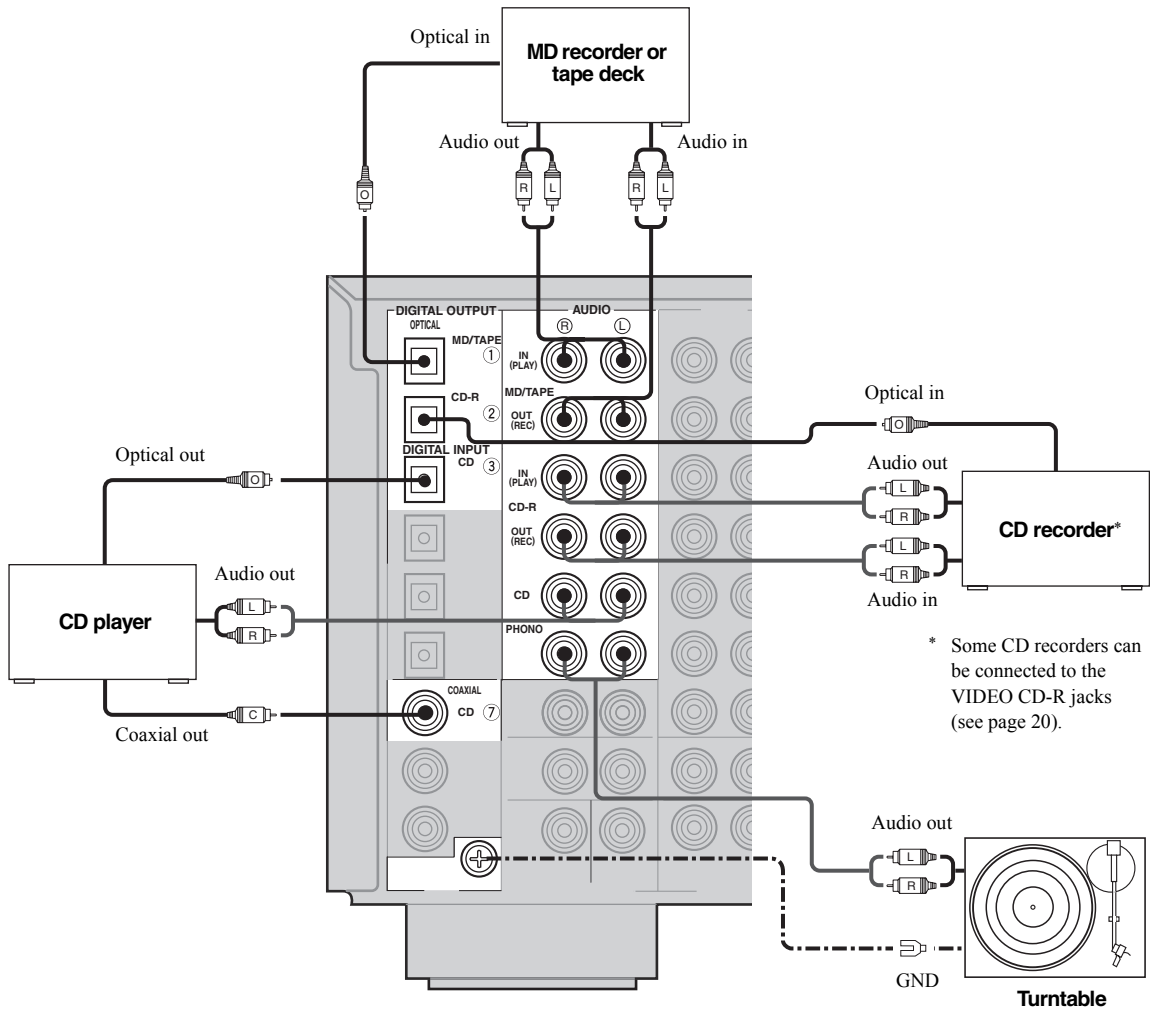 Optical in
MD recorder or
tape deck
Audio out
Audio in
O
R
L
R
L
DIGITAL OUTPUT
OPTICAL
MD/TAPE
①
CD-R
②
DIGITAL INPUT
CD
③
AUDIO
Ⓡ
Ⓛ
IN
(PLAY)
MD/TAPE
OUT
(REC)
IN
(PLAY)
CD-R
OUT
(REC)
CD
PHONO
COAXIAL
CD
⑦
Optical out
O
CD player
Audio out
L
R
C
Coaxial out
Optical in
O
Audio out
L
R
L
R
Audio in
CD recorder*
* Some CD recorders can
be connected to the
VIDEO CD-R jacks
(see page 20).
Audio out
L
R
GND
Turntable